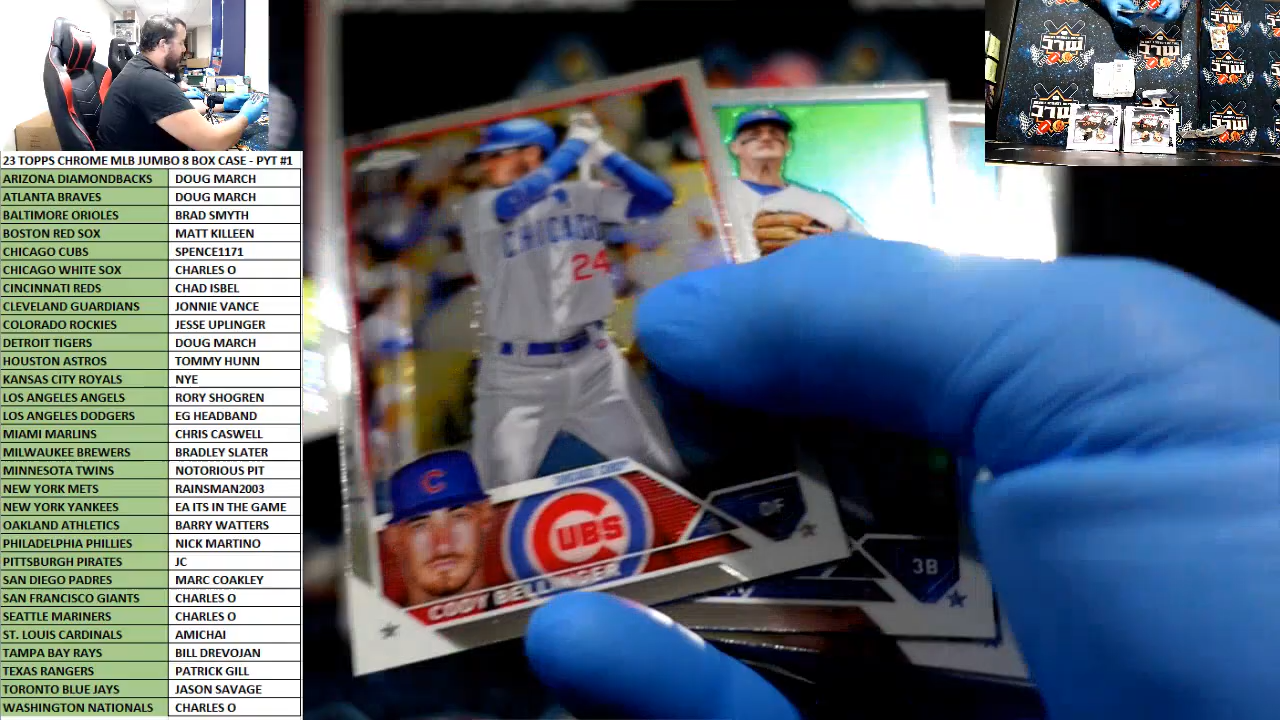 23 TOPPS CHROME MLB JUMBO 8 BOX CASE - PYT #1
ARIZONA DIAMONDBACKS DOUG MARCH
ATLANTA BRAVES DOUG MARCH
BALTIMORE ORIOLES BRAD SMYTH
BOSTON RED SOX MATT KILLEEN
CHICAGO CUBS SPENCE1171
CHICAGO WHITE SOX CHARLES O
CINCINNATI REDS CHAD ISBEL
CLEVELAND GUARDIANS JONNIE VANCE
COLORADO ROCKIES JESSE UPLINGER
DETROIT TIGERS DOUG MARCH
HOUSTON ASTROS TOMMY HUNN
KANSAS CITY ROYALS NYE
LOS ANGELES ANGELS RORY SHOGREN
LOS ANGELES DODGERS EG HEADBAND
MIAMI MARLINS CHRIS CASWELL
MILWAUKEE BREWERS BRADLEY SLATER
MINNESOTA TWINS NOTORIOUS PIT
NEW YORK METS RAINSMAN2003
NEW YORK YANKEES EA ITS IN THE GAME
OAKLAND ATHLETICS BARRY WATTERS
PHILADELPHIA PHILLIES NICK MARTINO
PITTSBURGH PIRATES JC
SAN DIEGO PADRES MARC COAKLEY
SAN FRANCISCO GIANTS CHARLES O
SEATTLE MARINERS CHARLES O
ST. LOUIS CARDINALS AMICHAI
TAMPA BAY RAYS BILL DREVOJAN
TEXAS RANGERS PATRICK GILL
TORONTO BLUE JAYS JASON SAVAGE
WASHINGTON NATIONALS CHARLES O
CHICAGO
24
C
CHICAGO CUBS
CUBS
OF
CODY BELLINGER
3B